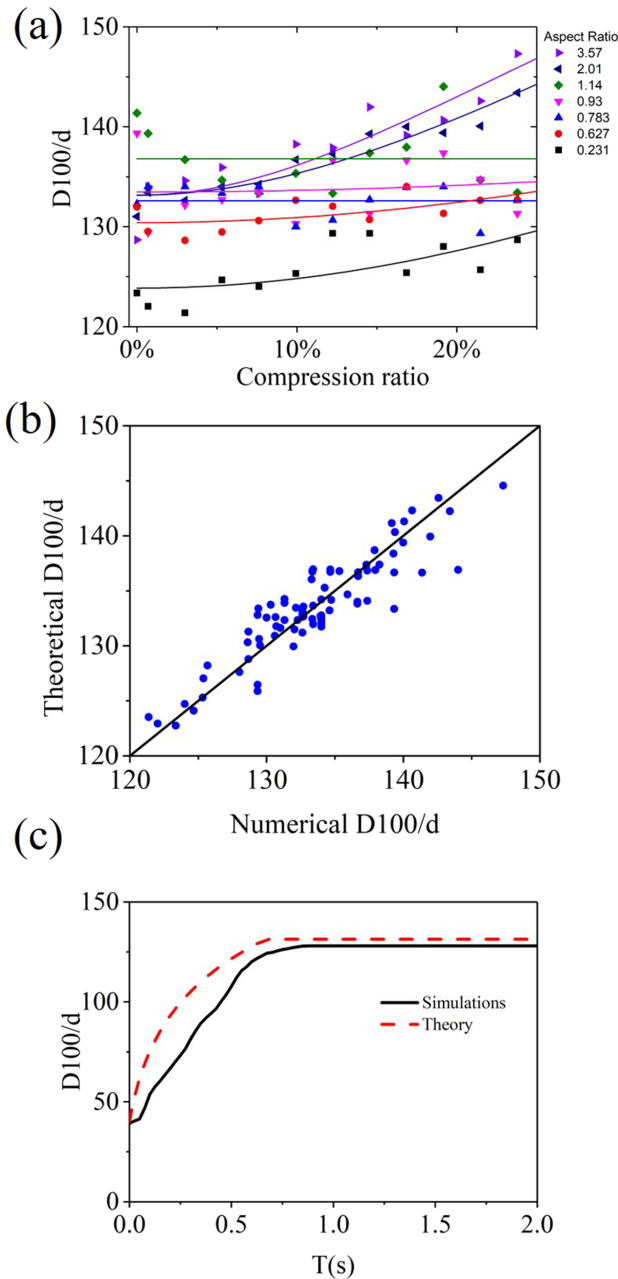 (a)
D100/d
150
140
130
120
0%
10%
20%
Compression ratio
Aspect Ratio
3.57
2.01
1.14
0.93
0.783
0.627
0.231
(b)
Theoretical D100/d
150
140
130
120
120
130
140
150
Numerical D100/d
(c)
D100/d
150
100
50
0
0.0
0.5
1.0
1.5
2.0
T(s)
Simulations
Theory